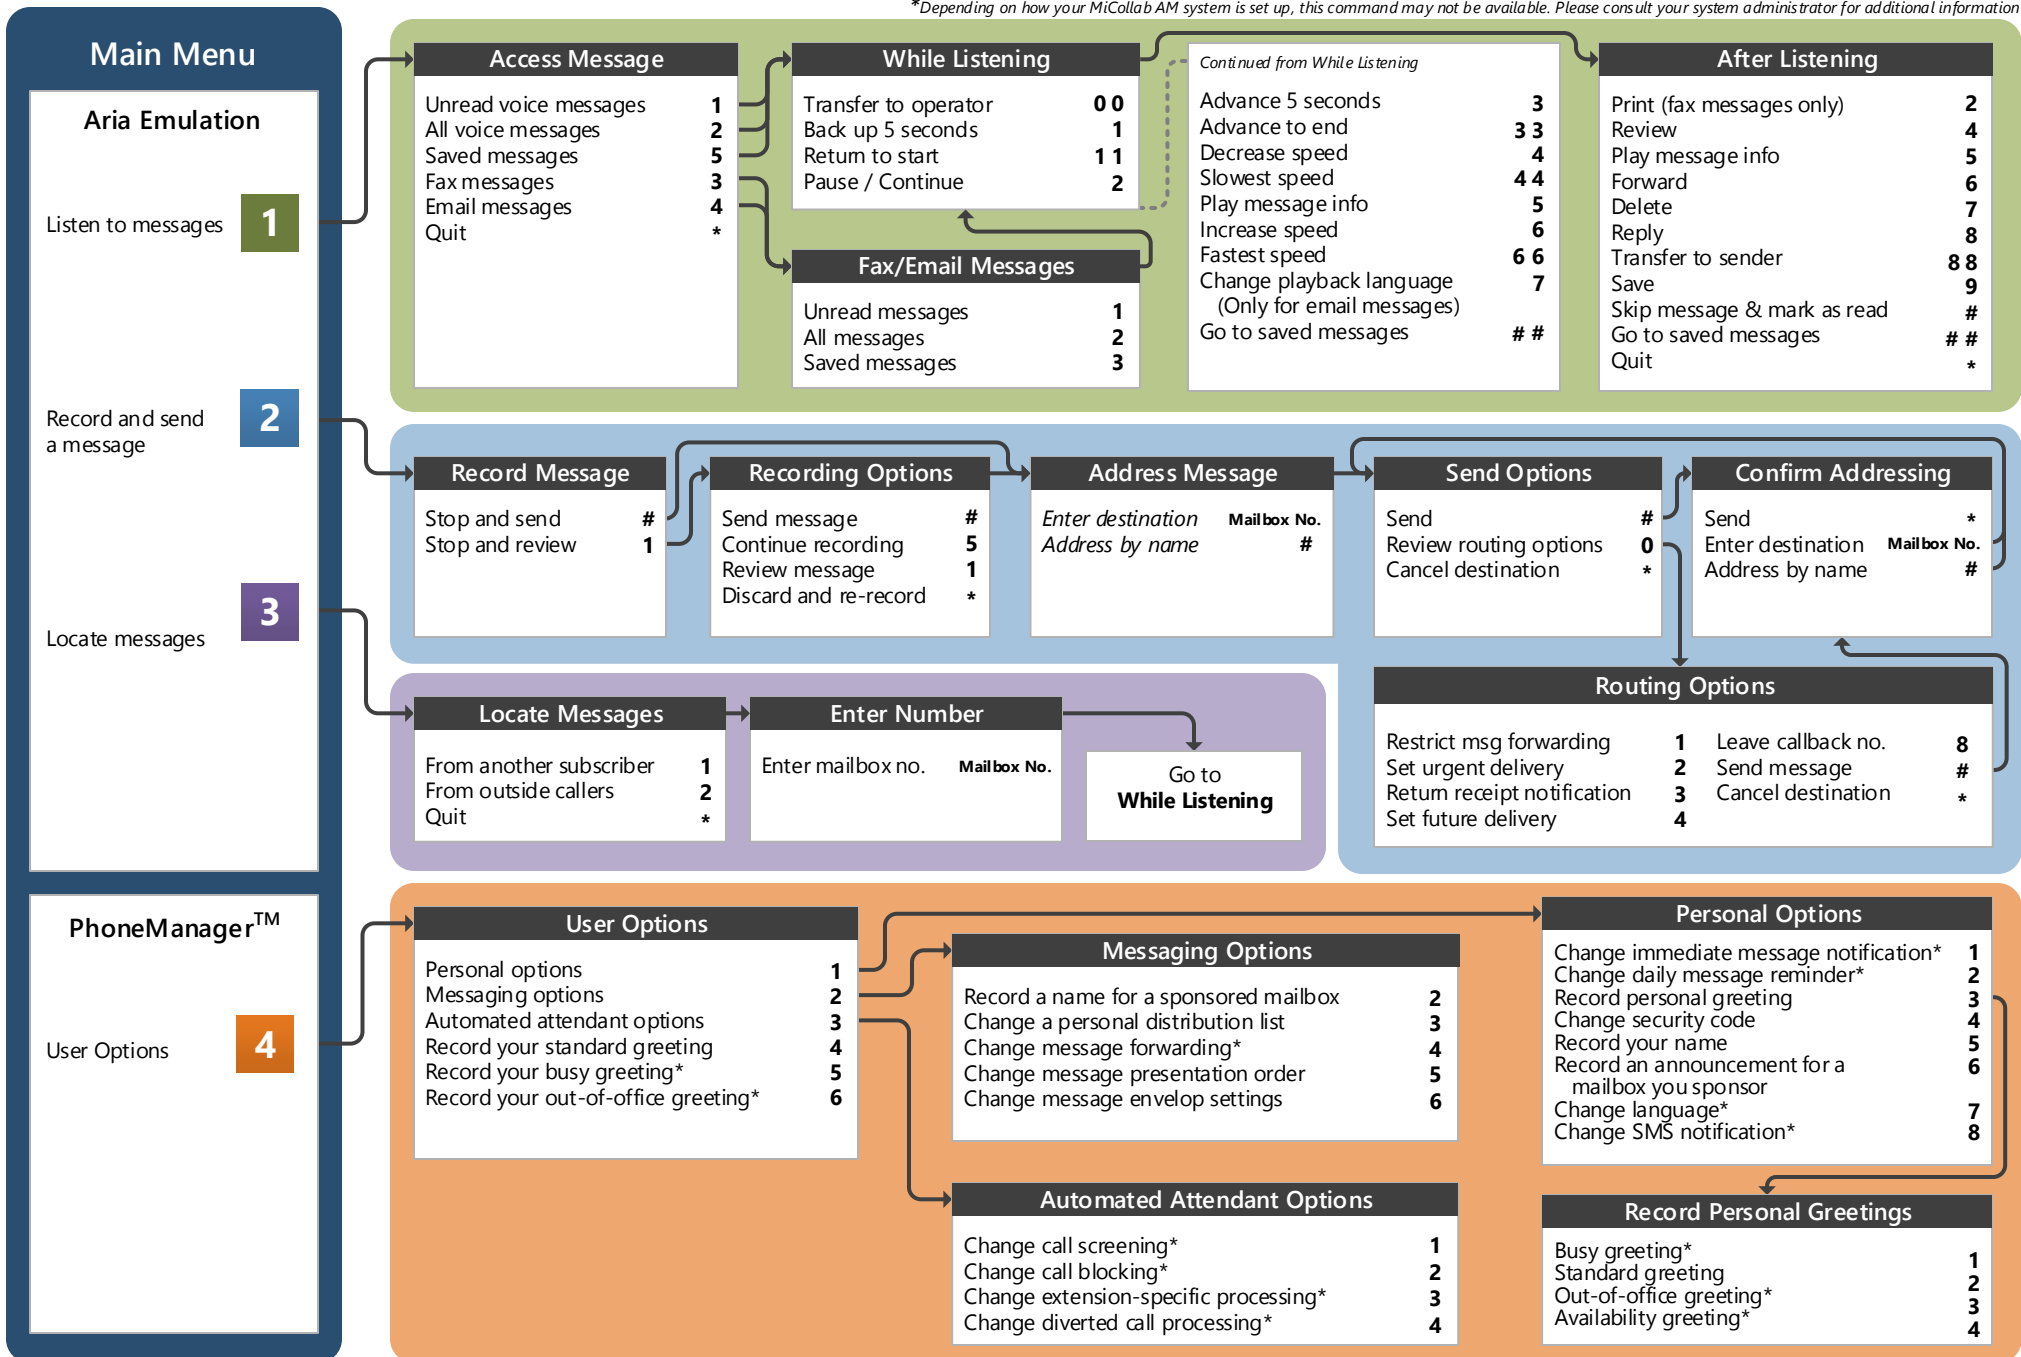 *Depending on how your MiCollab AM system is set up, this command may not be available. Please consult your system administrator for additional information
Main Menu
Aria Emulation
Listen to messages 1
Record and send 2
a message
Locate messages 3
PhoneManager™
User Options 4
Access Message
Unread voice messages 1
All voice messages 2
Saved messages 5
Fax messages 3
Email messages 4
Quit *
While Listening
Transfer to operator 0 0
Back up 5 seconds 1
Return to start 1 1
Pause / Continue 2
Fax/Email Messages
Unread messages 1
All messages 2
Saved messages 3
Continued from While Listening
Advance 5 seconds 3
Advance to end 3 3
Decrease speed 4
Slowest speed 4 4
Play message info 5
Increase speed 6
Fastest speed 6 6
Change playback language 7
(Only for email messages)
Go to saved messages # #
After Listening
Print (fax messages only) 2
Review 4
Play message info 5
Forward 6
Delete 7
Reply 8
Transfer to sender 8 8
Save 9
Skip message & mark as read #
Go to saved messages # #
Quit *
Record Message
Stop and send #
Stop and review 1
Recording Options
Send message #
Continue recording 5
Review message 1
Discard and re-record *
Address Message
Enter destination Mailbox No.
Address by name #
Send Options
Send #
Review routing options 0
Cancel destination *
Confirm Addressing
Send *
Enter destination Mailbox No.
Address by name #
Routing Options
Restrict msg forwarding 1
Set urgent delivery 2
Return receipt notification 3
Set future delivery 4
Leave callback no. 8
Send message #
Cancel destination *
Locate Messages
From another subscriber 1
From outside callers 2
Quit *
Enter Number
Enter mailbox no. Mailbox No.
Go to
While Listening
User Options
Personal options 1
Messaging options 2
Automated attendant options 3
Record your standard greeting 4
Record your busy greeting* 5
Record your out-of-office greeting* 6
Messaging Options
Record a name for a sponsored mailbox 2
Change a personal distribution list 3
Change message forwarding* 4
Change message presentation order 5
Change message envelop settings 6
Automated Attendant Options
Change call screening* 1
Change call blocking* 2
Change extension-specific processing* 3
Change diverted call processing* 4
Personal Options
Change immediate message notification* 1
Change daily message reminder* 2
Record personal greeting 3
Change security code 4
Record your name 5
Record an announcement for a 6
mailbox you sponsor
Change language* 7
Change SMS notification* 8
Record Personal Greetings
Busy greeting* 1
Standard greeting 2
Out-of-office greeting* 3
Availability greeting* 4